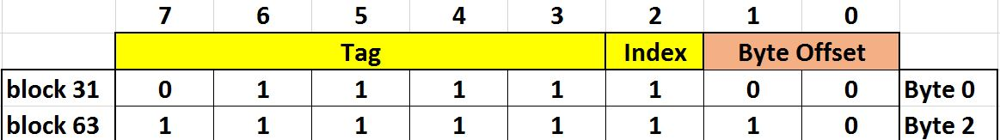 7 6 5 4 3 2 1 0
Tag Index Byte Offset
block 31 0 1 1 1 1 1 0 0 Byte 0
block 63 1 1 1 1 1 1 1 0 Byte 2